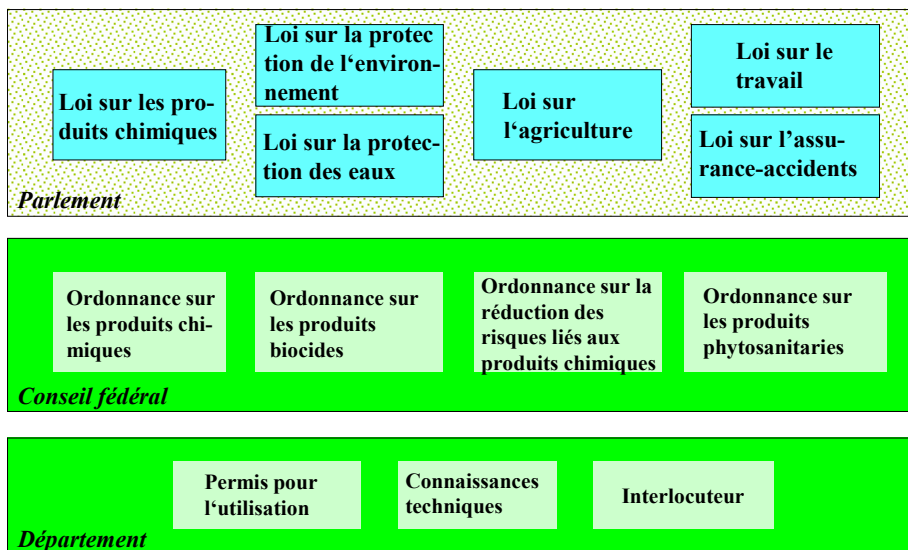 Loi sur les pro-
duits chimiques
Loi sur la protec
tion de l‘environ-
nement
Loi sur la protec-
tion des eaux
Loi sur
l‘agriculture
Loi sur le
travail
Loi sur l’assu-
rance-accidents
Parlement
Ordonnance sur
les produits chi-
miques
Ordonnance sur
les produits
biocides
Ordonnance sur la
réduction des
risques liés aux
produits chimiques
Ordonnance sur
les produits
phytosanitaries
Conseil fédéral
Permis pour
l‘utilisation
Connaissances
techniques
Interlocuteur
Département